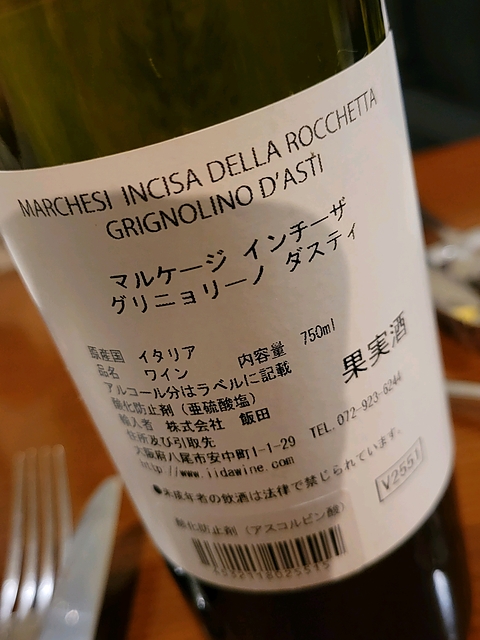 MARCHESI INCISA DELLA ROCCHETTA
GRIGNOLINO D'ASTI
マルケージ インチーザ
グリニョリーノ ダスティ
原産国 イタリア 内容量 750ml
品名 ワイン
アルコール分はラベルに記載
酸化防止剤（亜硫酸塩）
果実酒
輸入者 株式会社 飯田
住所及び引取先
大阪府八尾市安中町1-1-29 TEL.072-923-6244
http://www.iidawine.com
●未成年者の飲酒は法律で禁じられています。
V2551
酸化防止剤（アスコルビン酸）